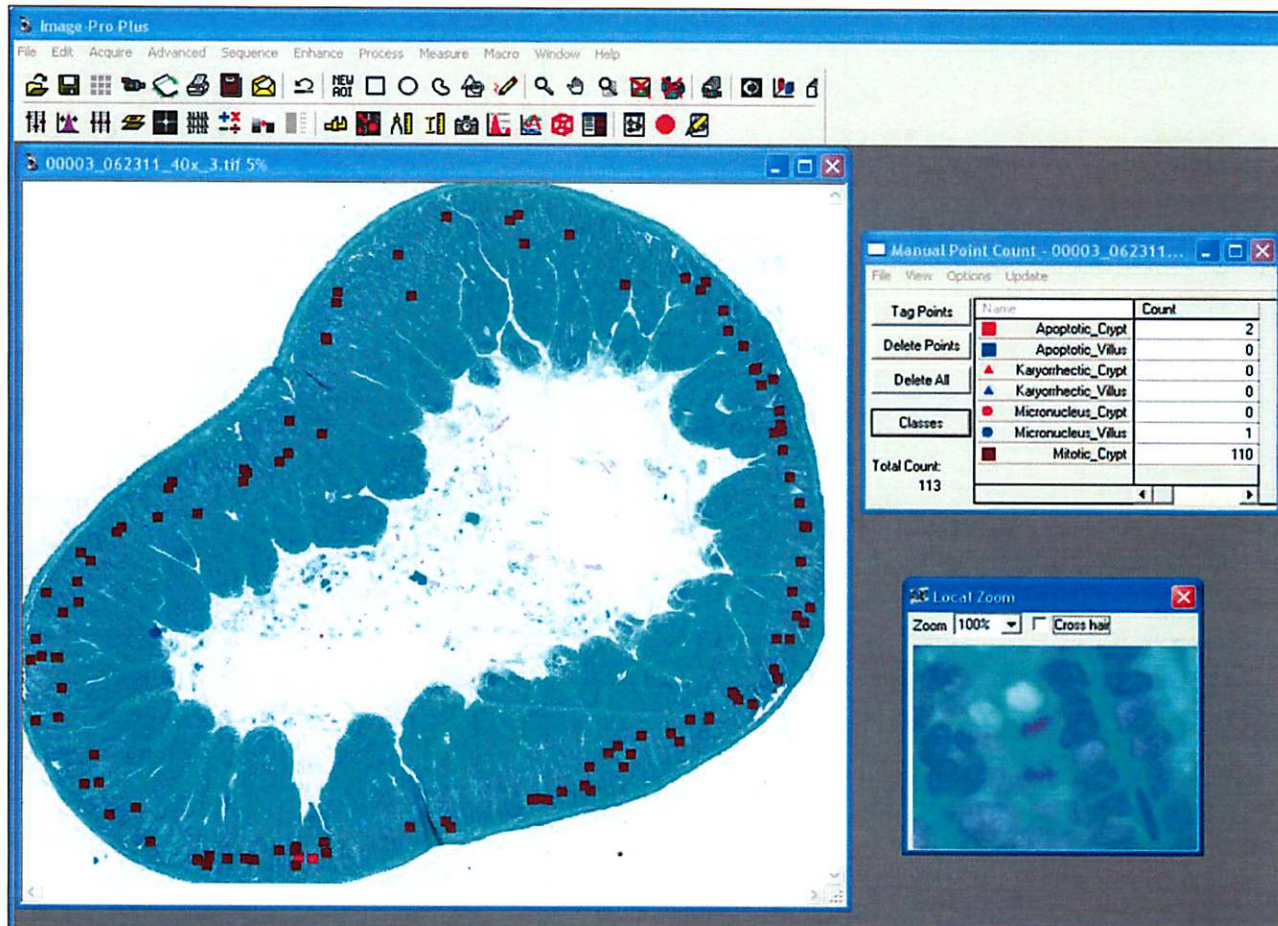 Image-Pro Plus
File Edit Acquire Advanced Sequence Enhance Process Measure Macro Window Help
NEW AOI
00003_062311_40x_3.tif 5%
Manual Point Count - 00003_062311...
File View Options Update
Tag Points
Delete Points
Delete All
Classes
Total Count:
113
Name Count
Apoptotic_Crypt 2
Apoptotic_Villus 0
Karyorrhectic_Crypt 0
Karyorrhectic_Villus 0
Micronucleus_Crypt 0
Micronucleus_Villus 1
Mitotic_Crypt 110
Local Zoom
Zoom 100% Cross hair